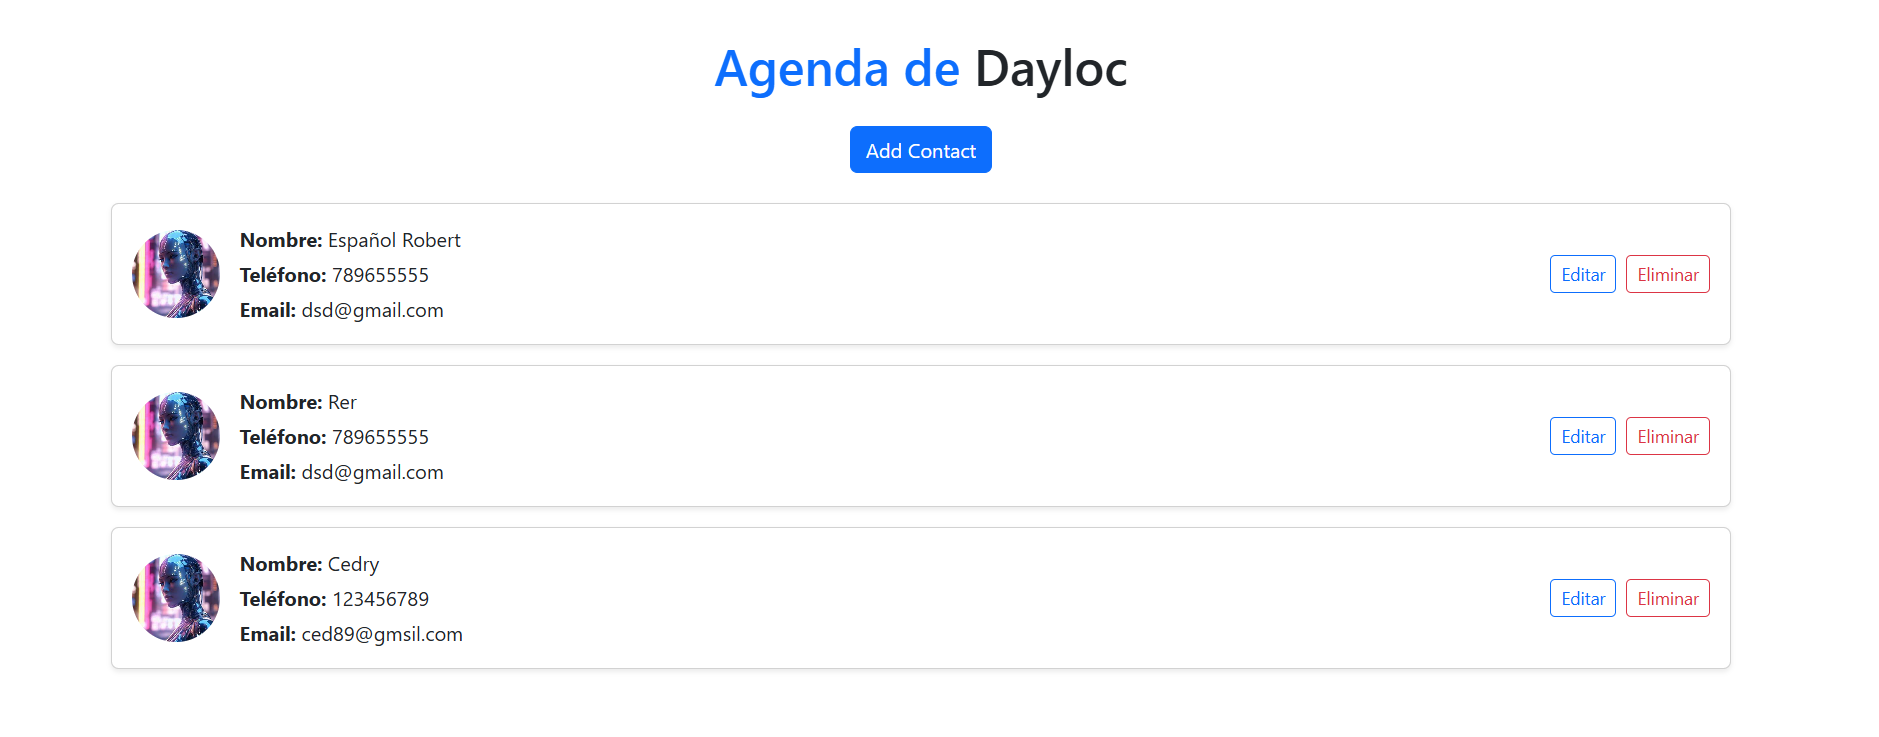 Agenda de Dayloc
Add Contact
Nombre: Español Robert
Teléfono: 789655555
Email: dsd@gmail.com
Editar Eliminar
Nombre: Rer
Teléfono: 789655555
Email: dsd@gmail.com
Editar Eliminar
Nombre: Cedry
Teléfono: 123456789
Email: ced89@gmsil.com
Editar Eliminar